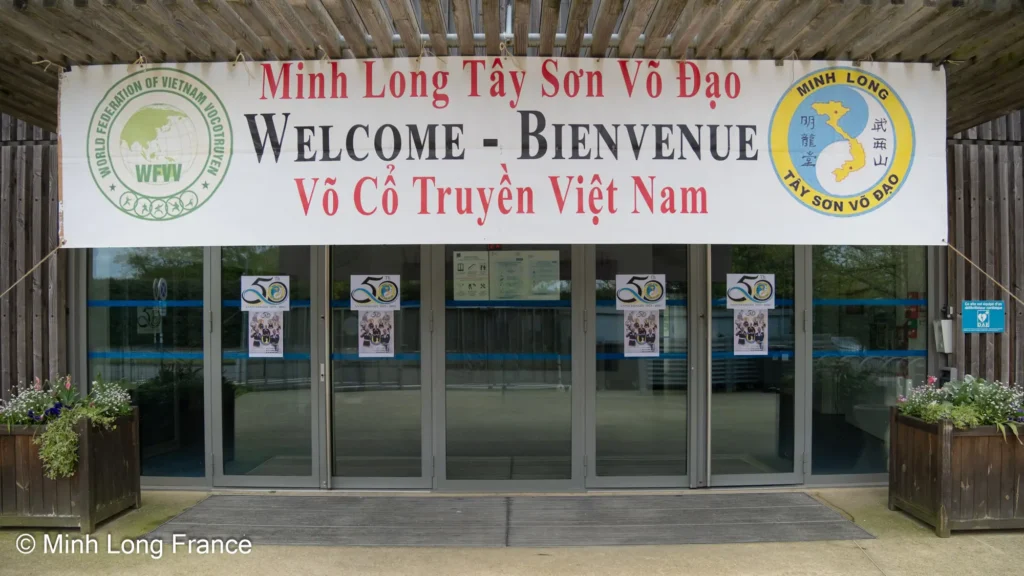 Minh Long Tây Sơn Võ Đạo
WELCOME - BIENVENUE
Võ Cổ Truyền Việt Nam
WORLD FEDERATION OF VIETNAM VOCOTRUYEN
WFVV
MINH LONG
明龍堂
武西山
TÂY SƠN VÕ ĐẠO
50
50
50
50
DAE
© Minh Long France